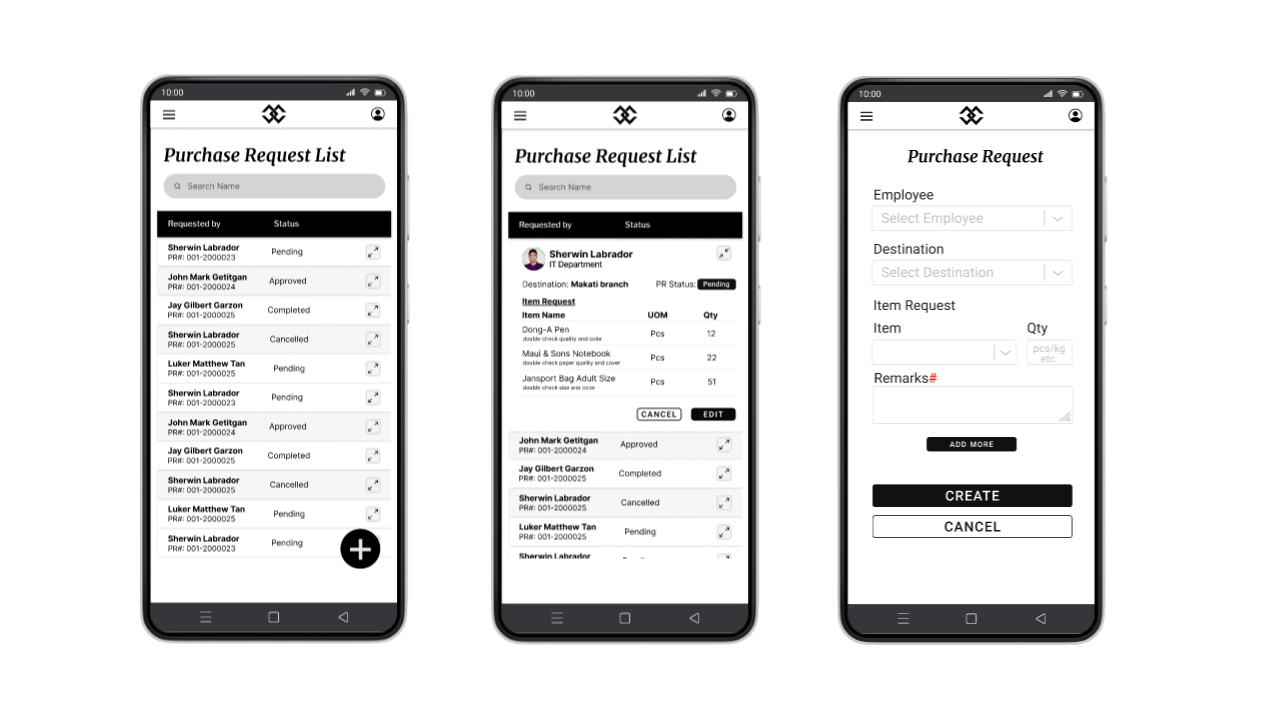 10:00
Purchase Request List
Search Name
Requested by Status
Sherwin Labrador
PR#: 001-2000023 Pending
John Mark Getitgan
PR#: 001-2000024 Approved
Jay Gilbert Garzon
PR#: 001-2000025 Completed
Sherwin Labrador
PR#: 001-2000025 Cancelled
Luker Matthew Tan
PR#: 001-2000025 Pending
Sherwin Labrador
PR#: 001-2000023 Pending
John Mark Getitgan
PR#: 001-2000024 Approved
Jay Gilbert Garzon
PR#: 001-2000025 Completed
Sherwin Labrador
PR#: 001-2000025 Cancelled
Luker Matthew Tan
PR#: 001-2000025 Pending
Sherwin Labrador
PR#: 001-2000023 Pending
10:00
Purchase Request List
Search Name
Requested by Status
Sherwin Labrador
IT Department
Destination: Makati branch PR Status: Pending
Item Request
Item Name UOM Qty
Dong-A Pen Pcs 12
double check quality and color
Maui & Sons Notebook Pcs 22
double check paper quality and cover
Jansport Bag Adult Size Pcs 51
double check size and color
CANCEL EDIT
John Mark Getitgan
PR#: 001-2000024 Approved
Jay Gilbert Garzon
PR#: 001-2000025 Completed
Sherwin Labrador
PR#: 001-2000025 Cancelled
Luker Matthew Tan
PR#: 001-2000025 Pending
Sherwin Labrador
10:00
Purchase Request
Employee
Select Employee
Destination
Select Destination
Item Request
Item Qty
pcs/kg
etc.
Remarks#
ADD MORE
CREATE
CANCEL